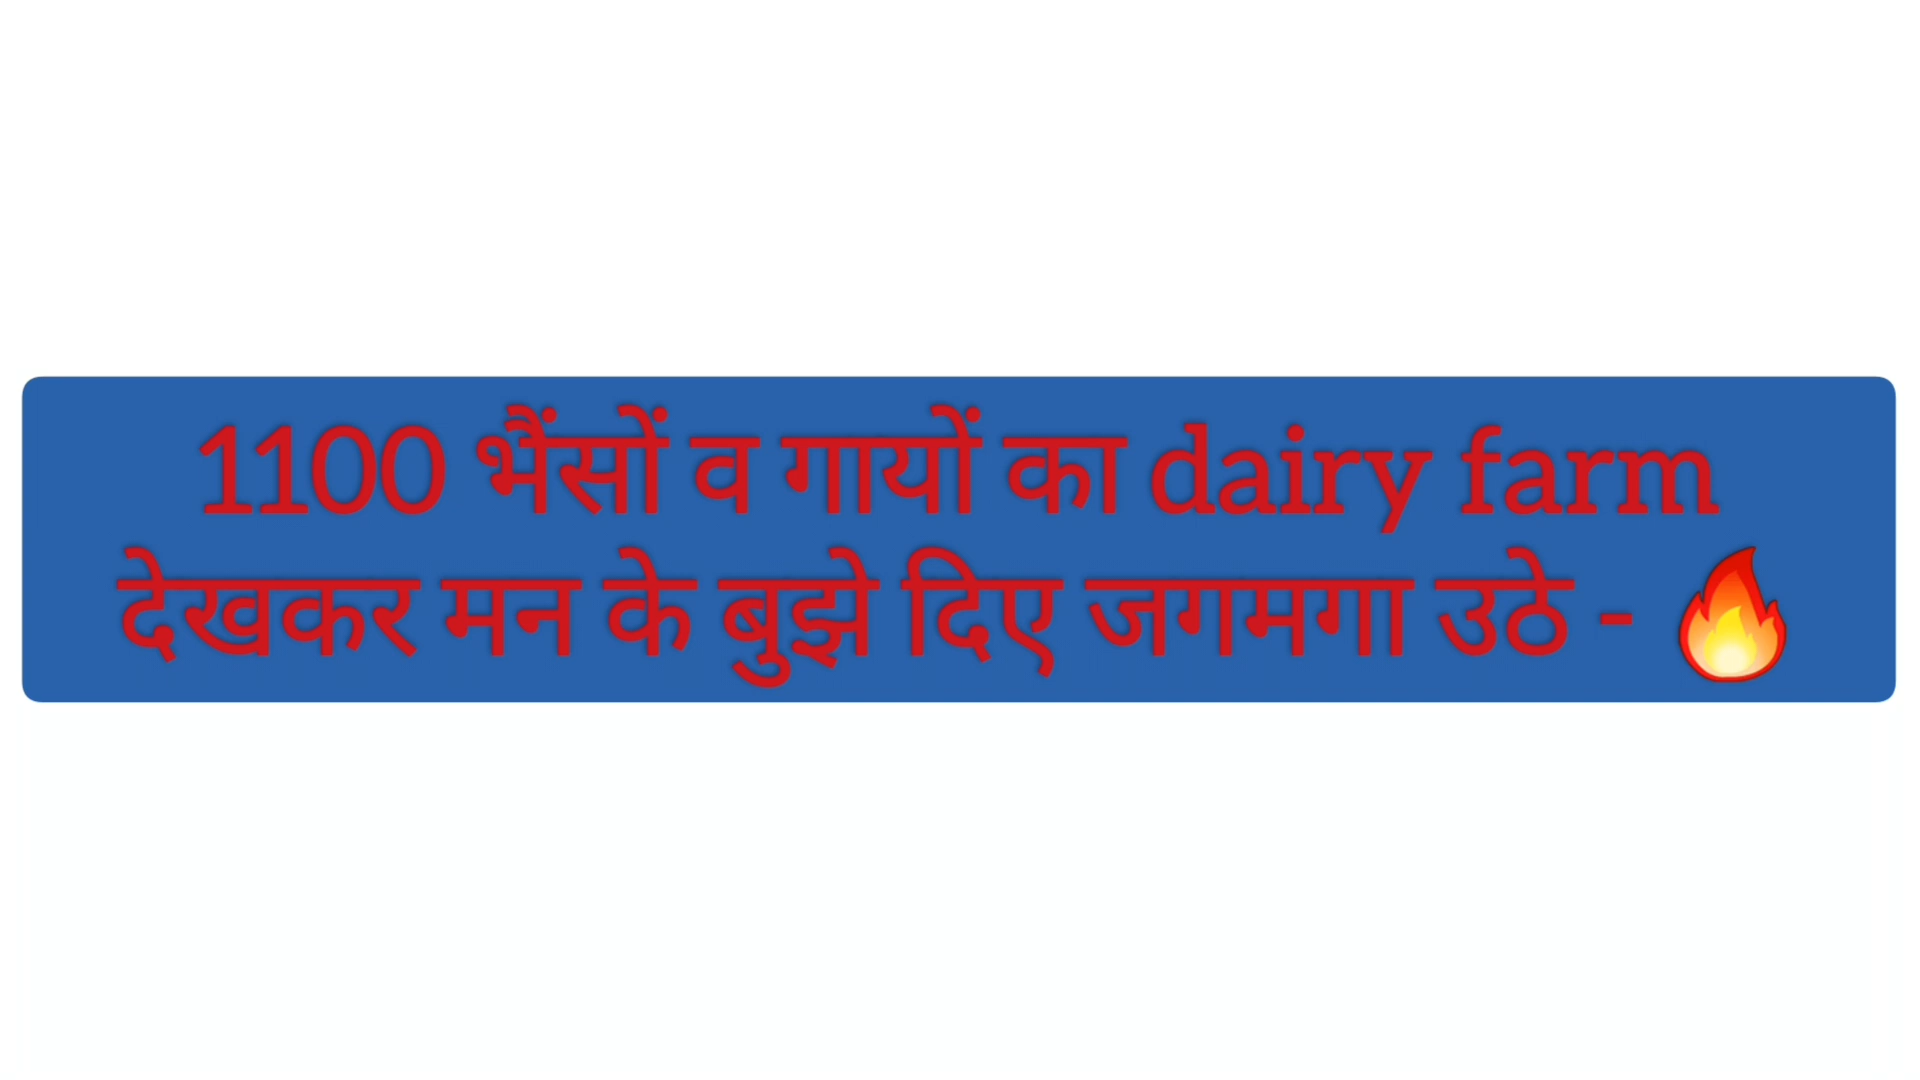 1100 भैंसों व गायों का dairy farm
देखकर मन के बुझे दिए जगमगा उठे - 🔥